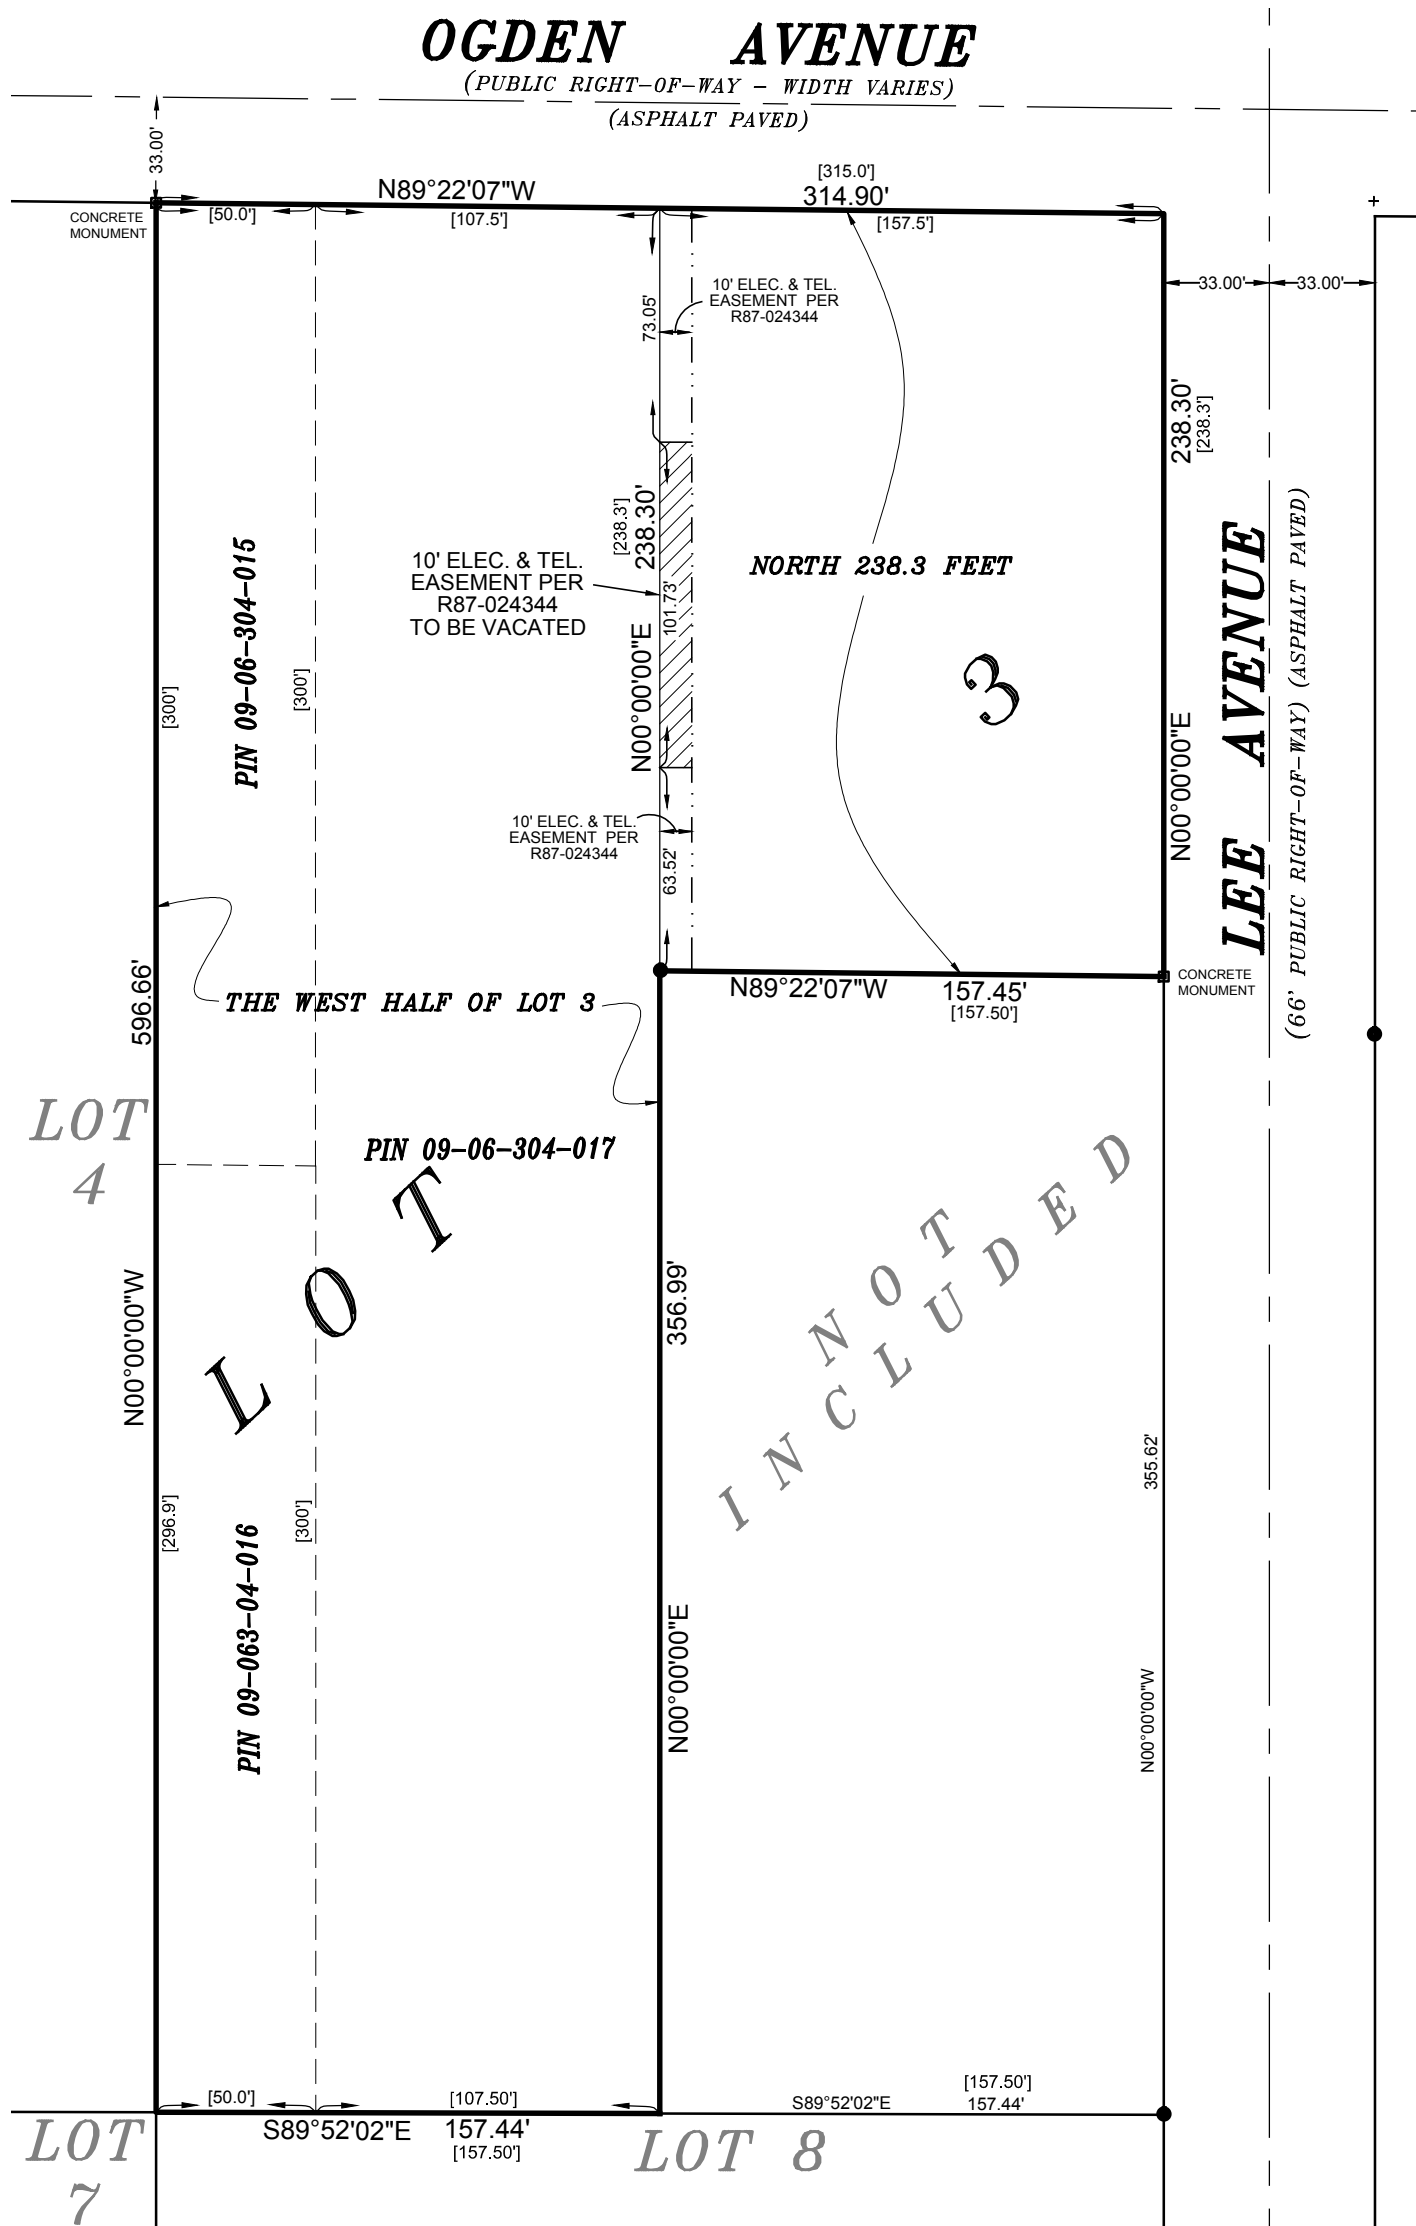 OGDEN AVENUE
(PUBLIC RIGHT-OF-WAY - WIDTH VARIES)
(ASPHALT PAVED)
33.00'
[315.0']
N89°22'07"W
314.90'
CONCRETE
MONUMENT
[50.0']
[107.5']
[157.5']
33.00'
33.00'
10' ELEC. & TEL.
EASEMENT PER
R87-024344
73.05'
238.30'
[238.3']
[238.3']
238.30'
10' ELEC. & TEL.
EASEMENT PER
R87-024344
TO BE VACATED
101.73'
NORTH 238.3 FEET
PIN 09-06-304-015
[300']
[300']
N00°00'00"E
3
N00°00'00"E
LEE AVENUE
(66' PUBLIC RIGHT-OF-WAY) (ASPHALT PAVED)
10' ELEC. & TEL.
EASEMENT PER
R87-024344
63.52'
596.66'
THE WEST HALF OF LOT 3
N89°22'07"W
157.45'
[157.50']
CONCRETE
MONUMENT
LOT
4
PIN 09-06-304-017
LOT
N00°00'00"W
356.99'
NOT
INCLUDED
355.62'
[296.9']
[300']
PIN 09-063-04-016
N00°00'00"E
N00°00'00"W
[50.0']
[107.50']
S89°52'02"E
157.44'
[157.50']
[157.50']
S89°52'02"E
157.44'
LOT
7
LOT 8